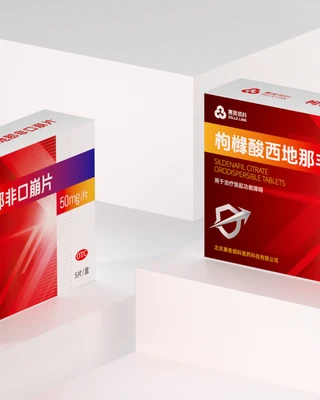 那非口崩片
50mg/片
OTC
5片/盒
枸橼酸西地那
SILDENAFIL CITRATE
ORODISPERSIBLE TABLETS
用于治疗勃起功能障碍